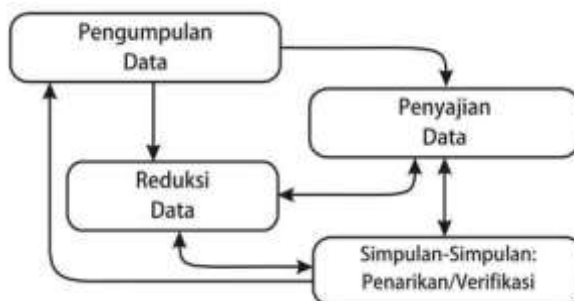 Pengumpulan
Data
Penyajian
Data
Reduksi
Data
Simpulan-Simpulan:
Penarikan/Verifikasi